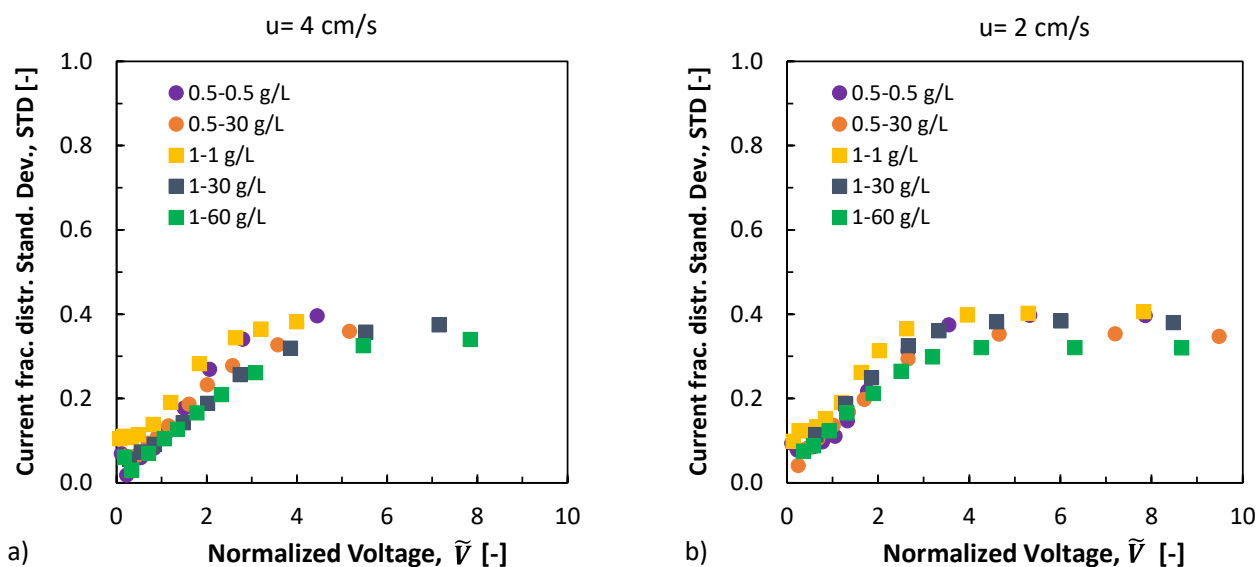 u= 4 cm/s
Current frac. distr. Stand. Dev., STD [-]
1.0
0.8
0.6
0.4
0.2
0.0
0.5-0.5 g/L
0.5-30 g/L
1-1 g/L
1-30 g/L
1-60 g/L
0 2 4 6 8 10
a) Normalized Voltage, Ṽ [-]
u= 2 cm/s
Current frac. distr. Stand. Dev., STD [-]
1.0
0.8
0.6
0.4
0.2
0.0
0.5-0.5 g/L
0.5-30 g/L
1-1 g/L
1-30 g/L
1-60 g/L
0 2 4 6 8 10
b) Normalized Voltage, Ṽ [-]